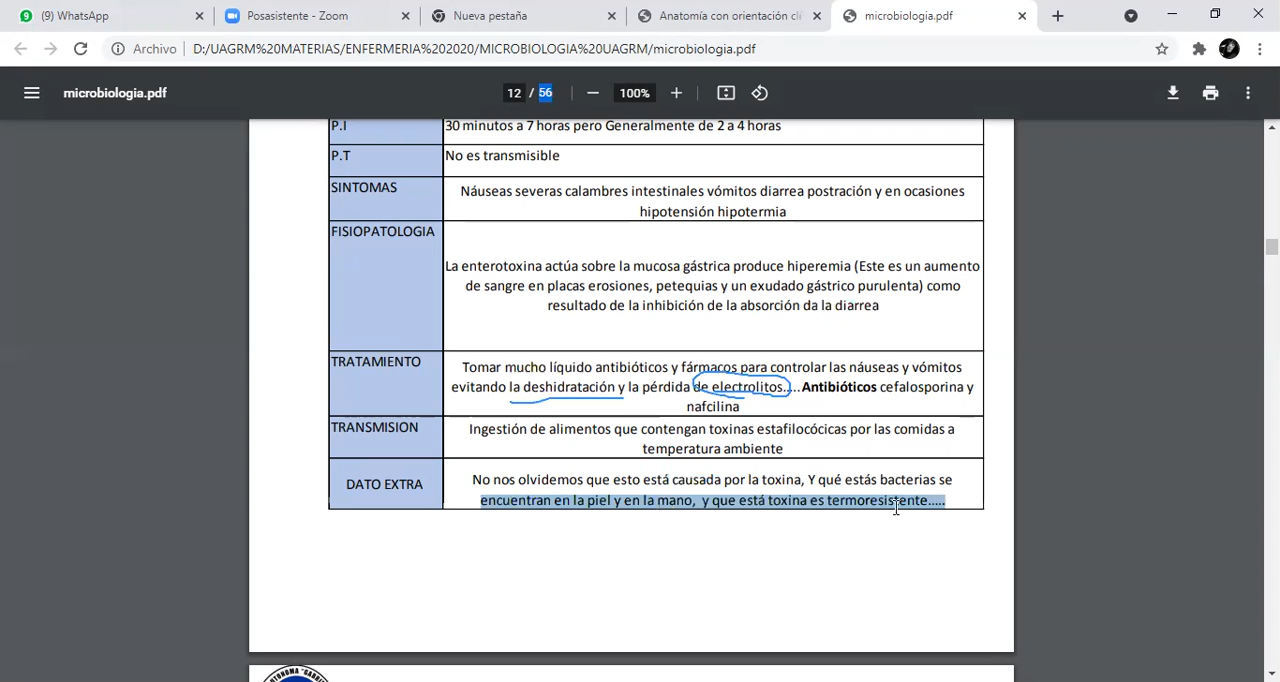 (9) WhatsApp
Posasistente - Zoom
Nueva pestaña
Anatomía con orientación clí
microbiologia.pdf
Archivo
D:/UAGRM%20MATERIAS/ENFERMERIA%202020/MICROBIOLOGIA%20UAGRM/microbiologia.pdf
microbiologia.pdf
12 / 56
100%
P.I
30 minutos a 7 horas pero Generalmente de 2 a 4 horas
P.T
No es transmisible
SINTOMAS
Náuseas severas calambres intestinales vómitos diarrea postración y en ocasiones
hipotensión hipotermia
FISIOPATOLOGIA
La enterotoxina actúa sobre la mucosa gástrica produce hiperemia (Este es un aumento
de sangre en placas erosiones, petequias y un exudado gástrico purulenta) como
resultado de la inhibición de la absorción da la diarrea
TRATAMIENTO
Tomar mucho líquido antibióticos y fármacos para controlar las náuseas y vómitos
evitando la deshidratación y la pérdida de electrolitos.....Antibióticos cefalosporina y
nafcilina
TRANSMISION
Ingestión de alimentos que contengan toxinas estafilocócicas por las comidas a
temperatura ambiente
DATO EXTRA
No nos olvidemos que esto está causada por la toxina, Y qué estás bacterias se
encuentran en la piel y en la mano, y que está toxina es termoresistente.....